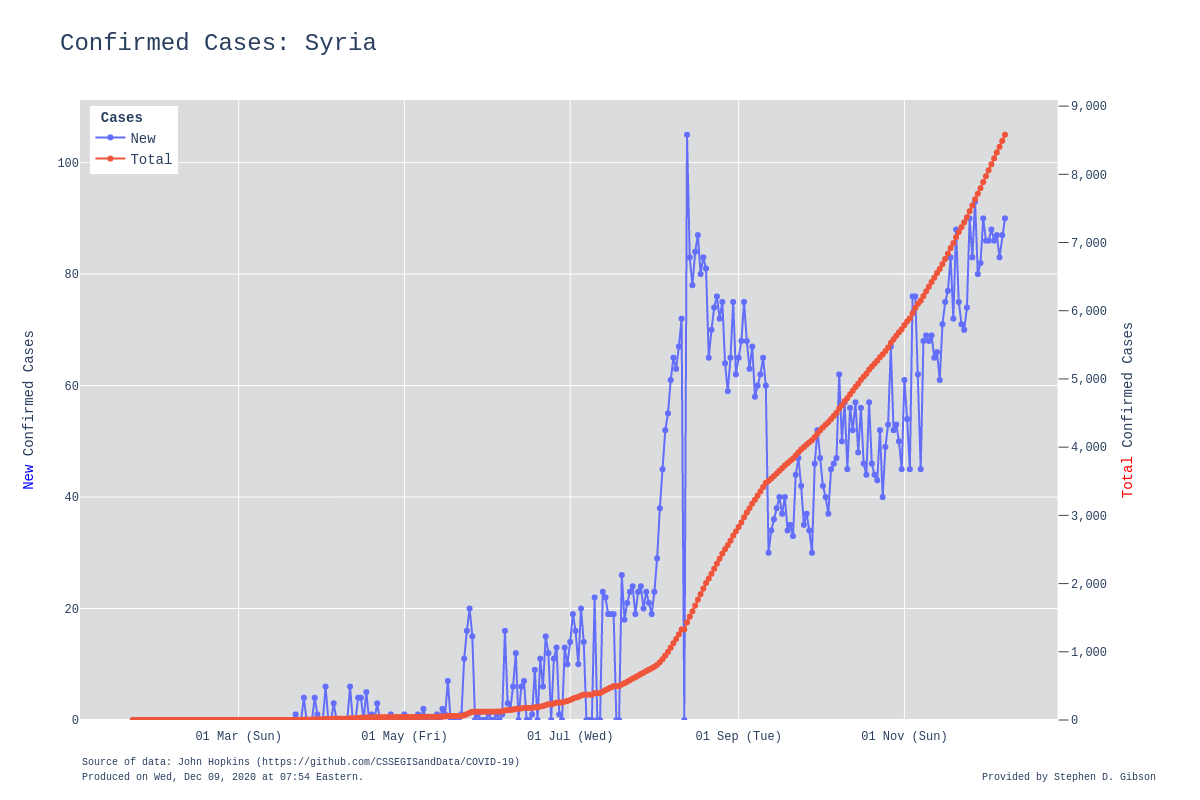 Confirmed Cases: Syria
Cases
New
Total
100
80
60
40
20
0
9,000
8,000
7,000
6,000
5,000
4,000
3,000
2,000
1,000
0
New Confirmed Cases
Total Confirmed Cases
01 Mar (Sun) 01 May (Fri) 01 Jul (Wed) 01 Sep (Tue) 01 Nov (Sun)
Source of data: John Hopkins (https://github.com/CSSEGISandData/COVID-19)
Produced on Wed, Dec 09, 2020 at 07:54 Eastern.
Provided by Stephen D. Gibson